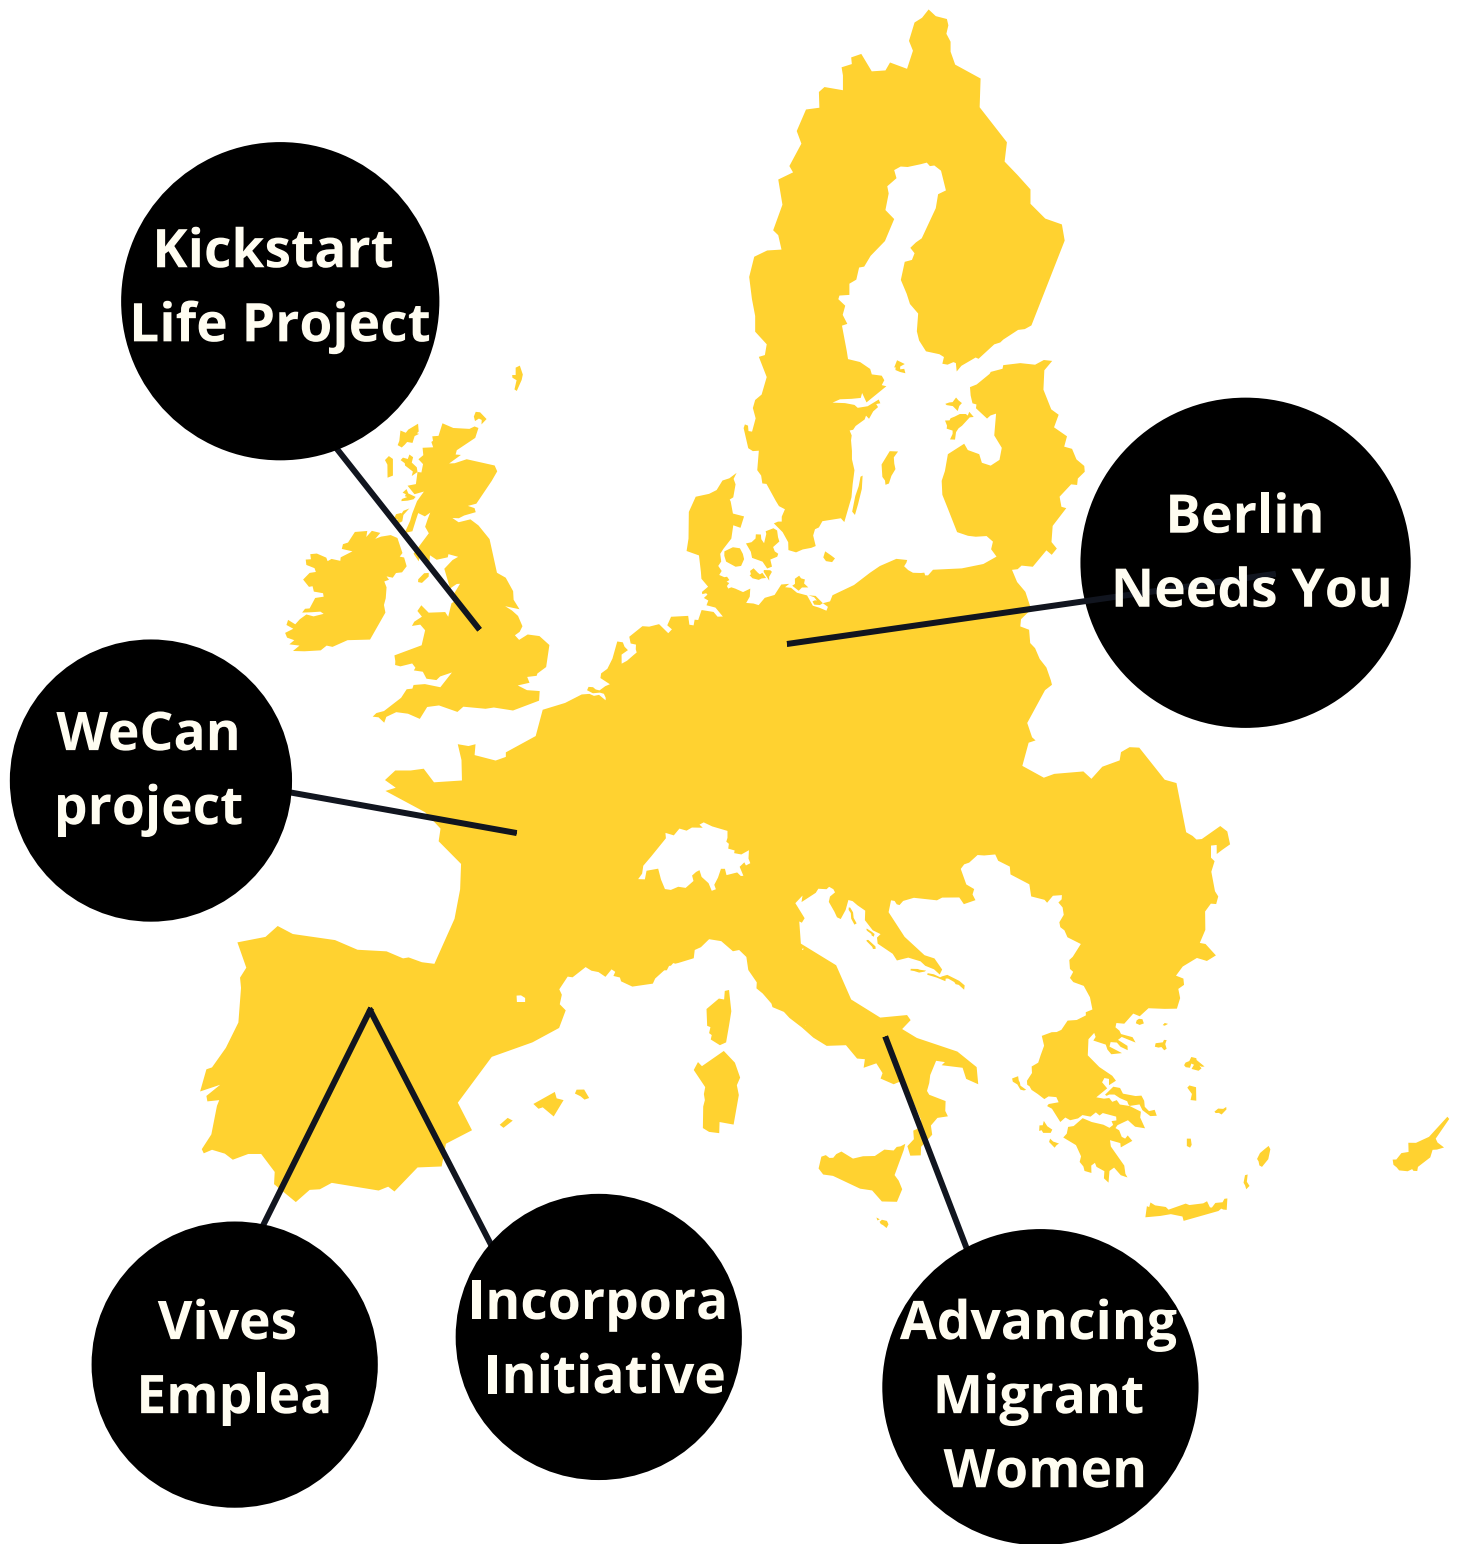 Kickstart
Life Project
Berlin
Needs You
WeCan
project
Vives
Emplea
Incorpora
Initiative
Advancing
Migrant
Women